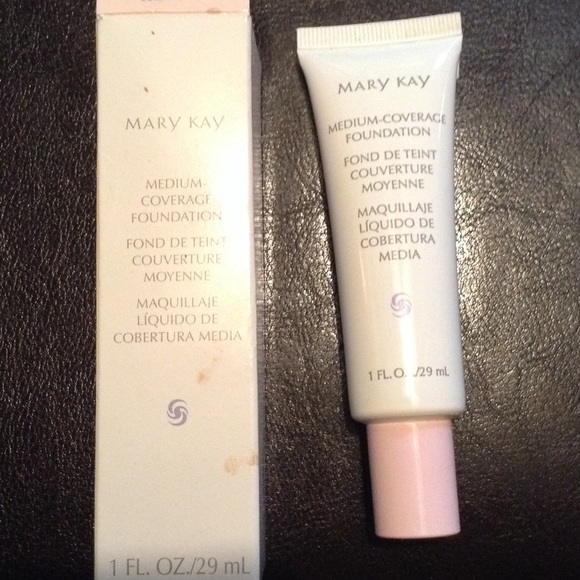 MARY KAY
MEDIUM-
COVERAGE
FOUNDATION
FOND DE TEINT
COUVERTURE
MOYENNE
MAQUILLAJE
LÍQUIDO DE
COBERTURA MEDIA
1 FL. OZ./29 mL
MARY KAY
MEDIUM-COVERAGE
FOUNDATION
FOND DE TEINT
COUVERTURE
MOYENNE
MAQUILLAJE
LÍQUIDO DE
COBERTURA
MEDIA
1 FL. O../29 mL